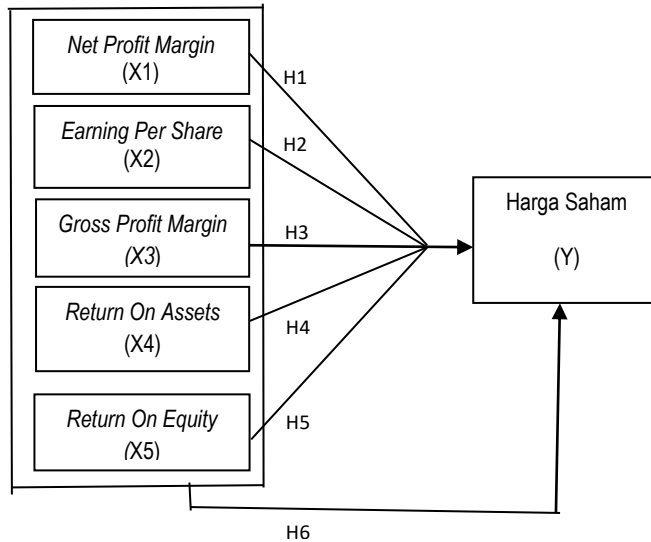 Net Profit Margin
(X1)
H1
Earning Per Share
(X2)
H2
Gross Profit Margin
(X3)
H3
Return On Assets
(X4)
H4
Return On Equity
(X5)
H5
Harga Saham
(Y)
H6